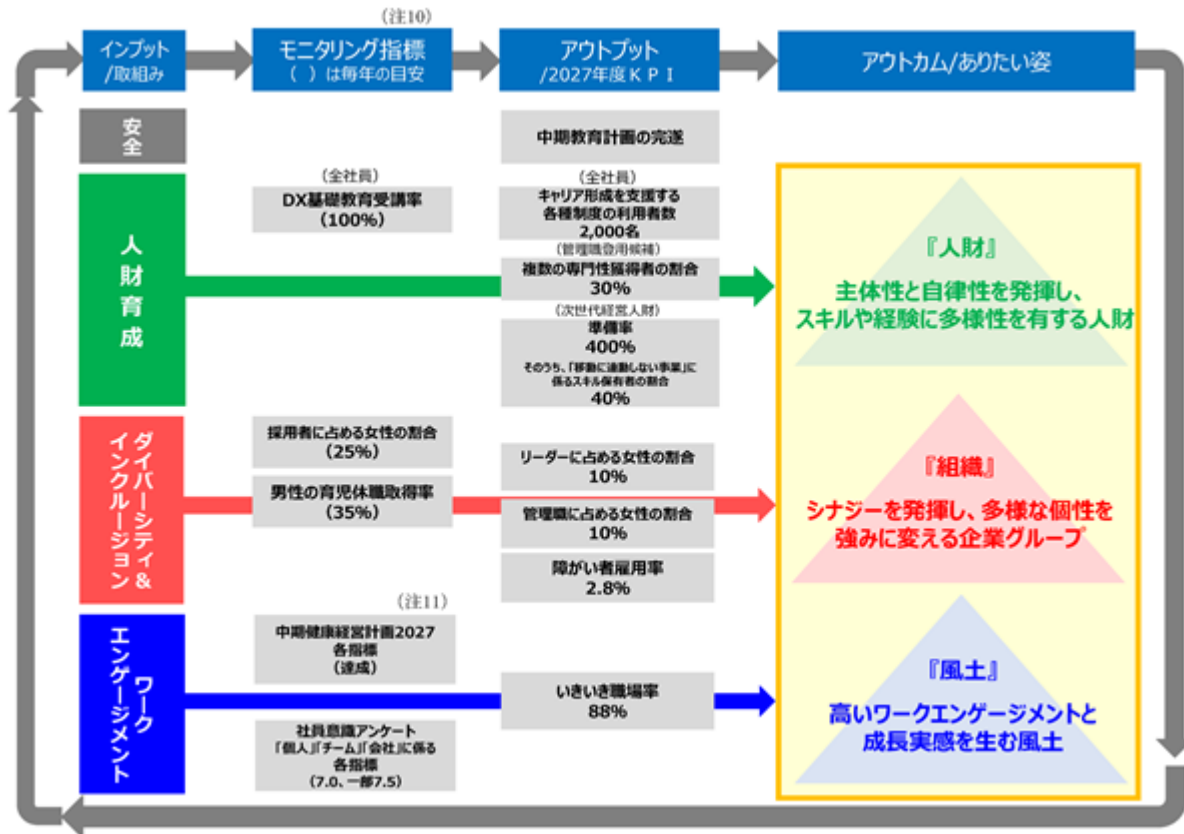 (注10)
インプット
/取組み
モニタリング指標
( )は毎年の目安
アウトプット
/2027年度KPI
アウトカム/ありたい姿
安全
中期教育計画の完遂
人財育成
(全社員)
DX基礎教育受講率
(100%)
(全社員)
キャリア形成を支援する
各種制度の利用者数
2,000名
(管理職登用候補)
複数の専門性獲得者の割合
30%
(次世代経営人財)
準備率
400%
そのうち、「移動に連動しない事業」に
係るスキル保有者の割合
40%
『人財』
主体性と自律性を発揮し、
スキルや経験に多様性を有する人財
ダイバーシティ&
インクルージョン
採用者に占める女性の割合
(25%)
男性の育児休職取得率
(35%)
リーダーに占める女性の割合
10%
管理職に占める女性の割合
10%
障がい者雇用率
2.8%
『組織』
シナジーを発揮し、多様な個性を
強みに変える企業グループ
ワーク
エンゲージメント
(注11)
中期健康経営計画2027
各指標
(達成)
社員意識アンケート
「個人」「チーム」「会社」に係る
各指標
(7.0、一部7.5)
いきいき職場率
88%
『風土』
高いワークエンゲージメントと
成長実感を生む風土